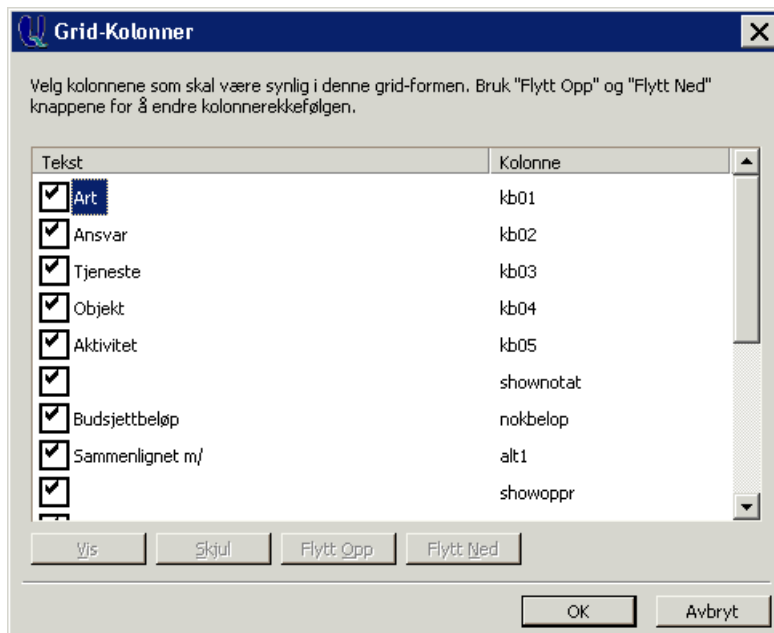 Grid-Kolonner
Velg kolonnene som skal være synlig i denne grid-formen. Bruk "Flytt Opp" og "Flytt Ned"
knappene for å endre kolonnerekkefølgen.
Tekst Kolonne
Art kb01
Ansvar kb02
Tjeneste kb03
Objekt kb04
Aktivitet kb05
shownotat
Budsjettbeløp nokbelop
Sammenlignet m/ alt1
showoppr
Vis Skjul Flytt Opp Flytt Ned
OK Avbryt